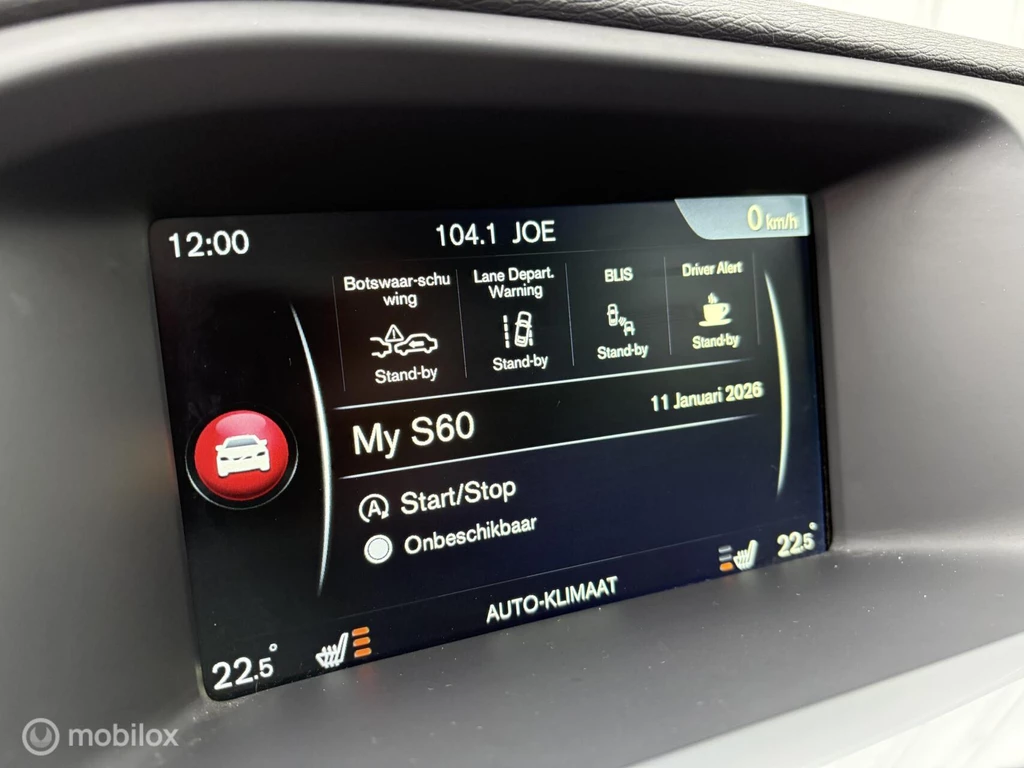 12:00
104.1 JOE
0 km/h
Botswaar-schu
wing
Stand-by
Lane Depart.
Warning
Stand-by
BLIS
Stand-by
Driver Alert
Stand-by
My S60
11 Januari 2026
A Start/Stop
Onbeschikbaar
AUTO-KLIMAAT
22.5°
22.5°
mobilox